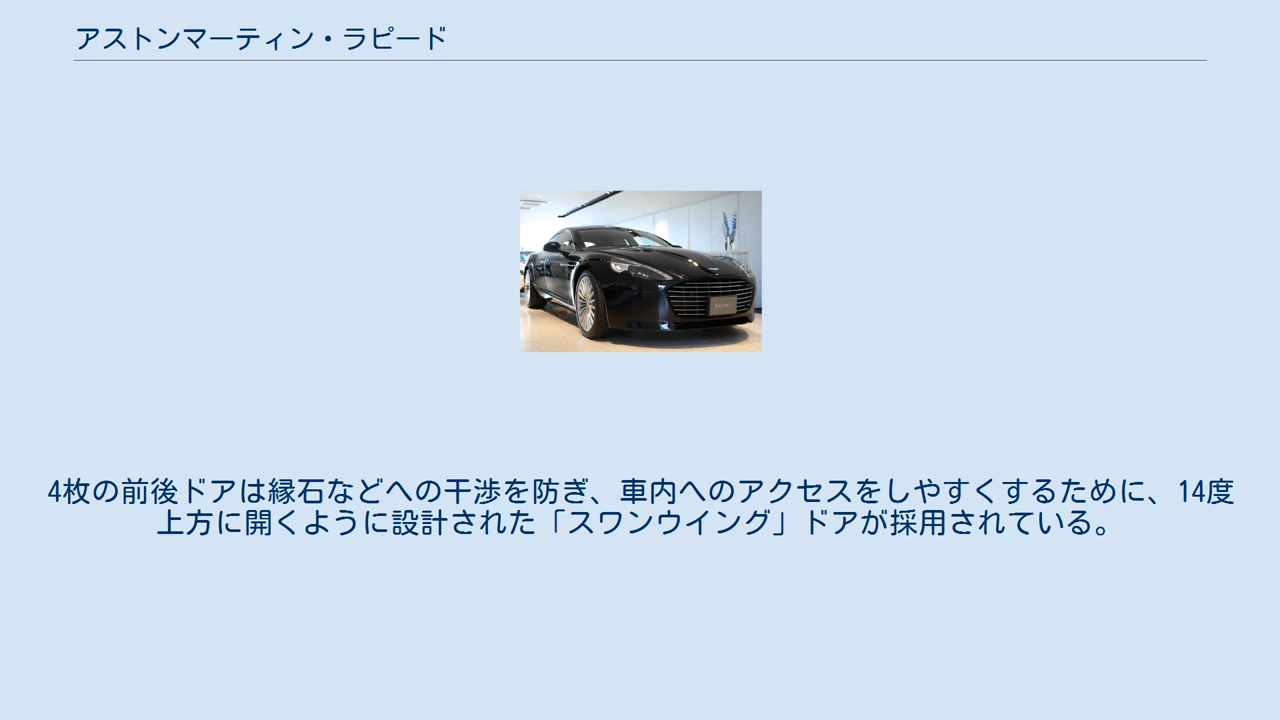 アストンマーティン・ラピード
4枚の前後ドアは縁石などへの干渉を防ぎ、車内へのアクセスをしやすくするために、14度
上方に開くように設計された「スワンウイング」ドアが採用されている。